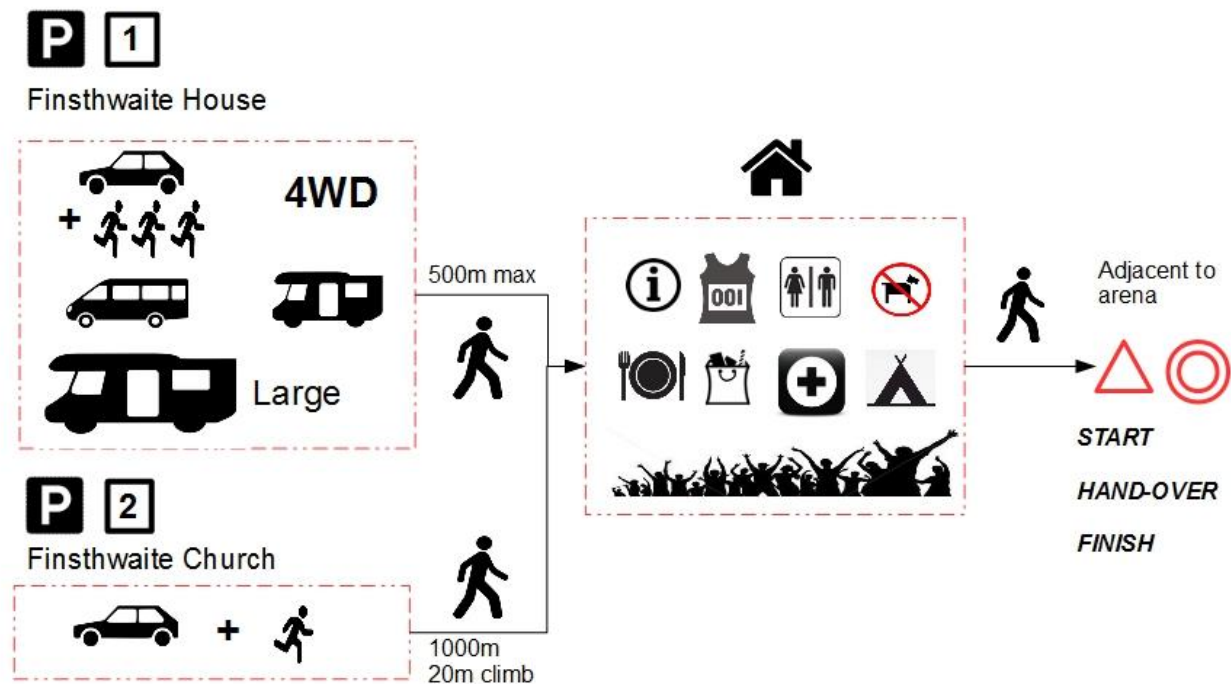 P 1
Finsthwaite House
4WD
+
Large
500m max
P 2
Finsthwaite Church
+
1000m
20m climb
i
001
+
Adjacent to
arena
START
HAND-OVER
FINISH